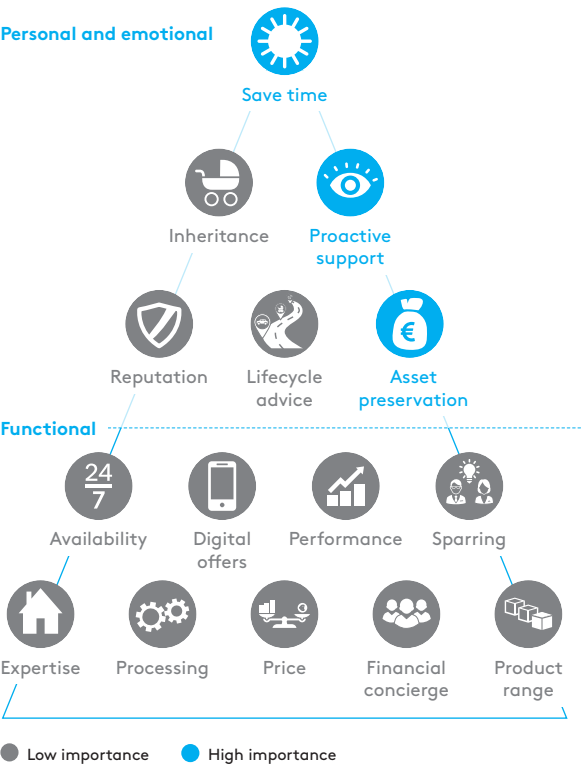 Personal and emotional
Save time
Inheritance
Proactive
support
Reputation
Lifecycle
advice
€
Asset
preservation
Functional
24
7
Availability
Digital
offers
Performance
Sparring
Expertise
Processing
Price
Financial
concierge
Product
range
Low importance
High importance